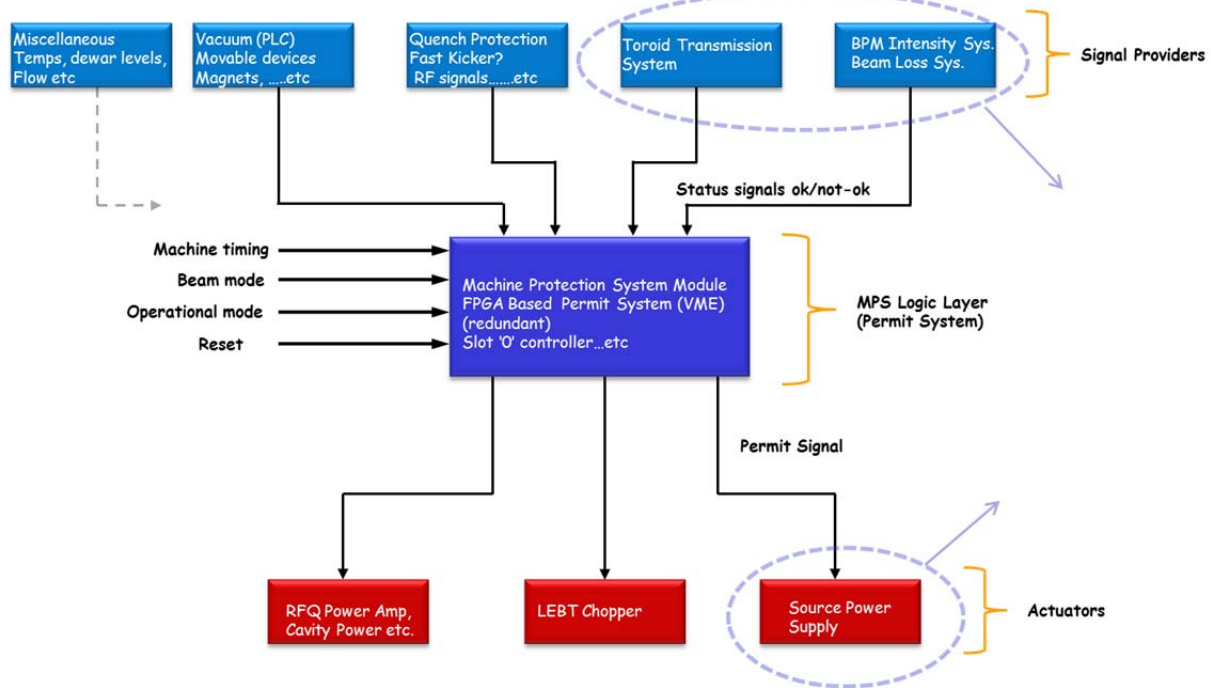 Miscellaneous
Temps, dewar levels,
Flow etc
Vacuum (PLC)
Movable devices
Magnets, …..etc
Quench Protection
Fast Kicker?
RF signals…….etc
Toroid Transmission
System
BPM Intensity Sys.
Beam Loss Sys.
Signal Providers
Status signals ok/not-ok
Machine timing
Beam mode
Operational mode
Reset
Machine Protection System Module
FPGA Based Permit System (VME)
(redundant)
Slot '0' controller…etc
MPS Logic Layer
(Permit System)
Permit Signal
RFQ Power Amp,
Cavity Power etc.
LEBT Chopper
Source Power
Supply
Actuators